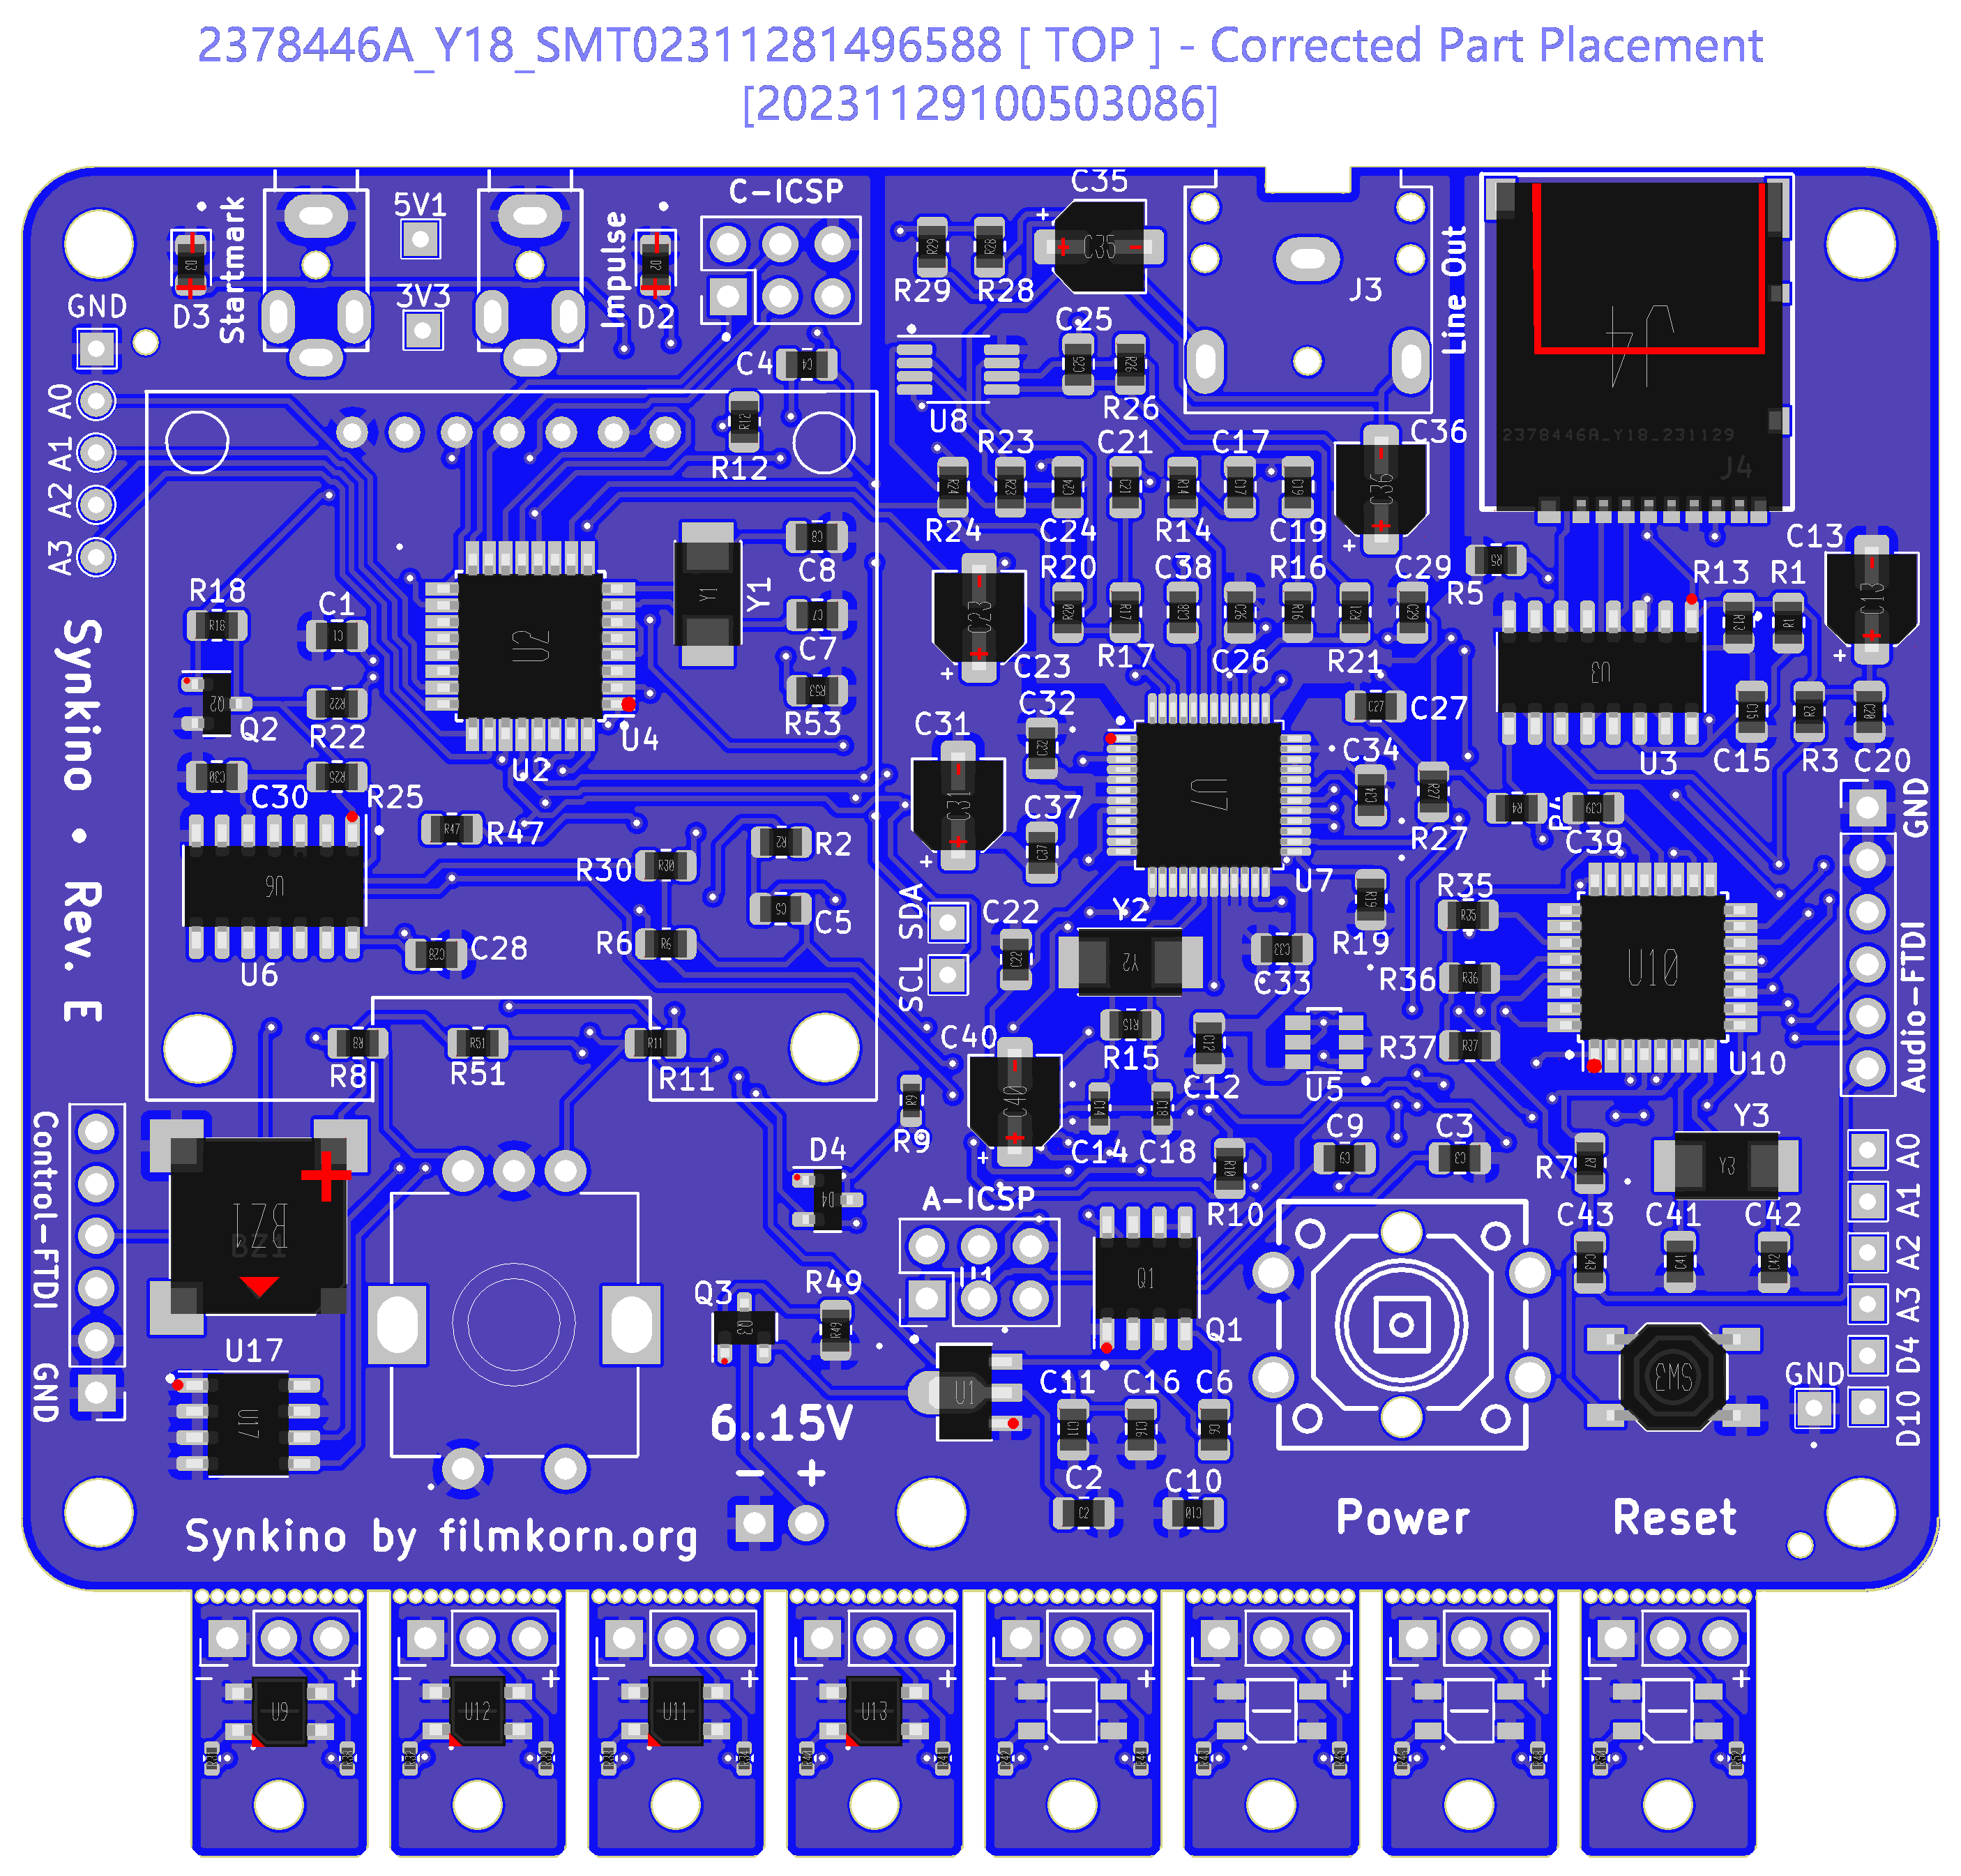 2378446A_Y18_SMT02311281496588 [ TOP ] - Corrected Part Placement
[20231129100503086]
C-ICSP
5V1
3V3
GND
D3
Startmark
Impulse
D2
C35
R29
R28
J3
Line Out
J4
2378446A_Y18_231129
A0
A1
A2
A3
C4
R12
U8
C25
R26
C36
R23
C21
C17
R24
C24
R14
C19
C13
Synkino • Rev. E
R18
C1
Q2
R22
C30
R25
U2
U4
Y1
C8
C7
R53
R20
C38
R16
C29
R5
R13
R1
C23
R17
C26
R21
C32
C31
C37
C27
C34
R27
U3
C15
R3
C20
C39
U7
R47
R30
R2
R6
C5
C28
U6
SDA
SCL
C22
Y2
C33
R19
R35
R36
R37
U10
GND
Audio-FTDI
R8
R51
R11
C40
R15
C12
U5
R9
C14
C18
R10
C9
C3
R7
Y3
C43
C41
C42
Control-FTDI
GND
BZ1
U17
D4
A-ICSP
U1
Q1
Q3
R49
C11
C16
C6
C2
C10
6..15V
- +
A0
A1
A2
A3
D4
D10
GND
SW3
Power
Reset
Synkino by filmkorn.org
- +
- +
- +
- +
- +
- +
- +
- +
U9
U12
U11
U13